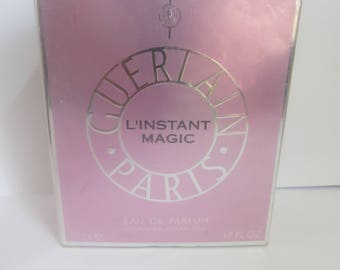 GUERLAIN
L'INSTANT
MAGIC
PARIS
EAU DE PARFUM